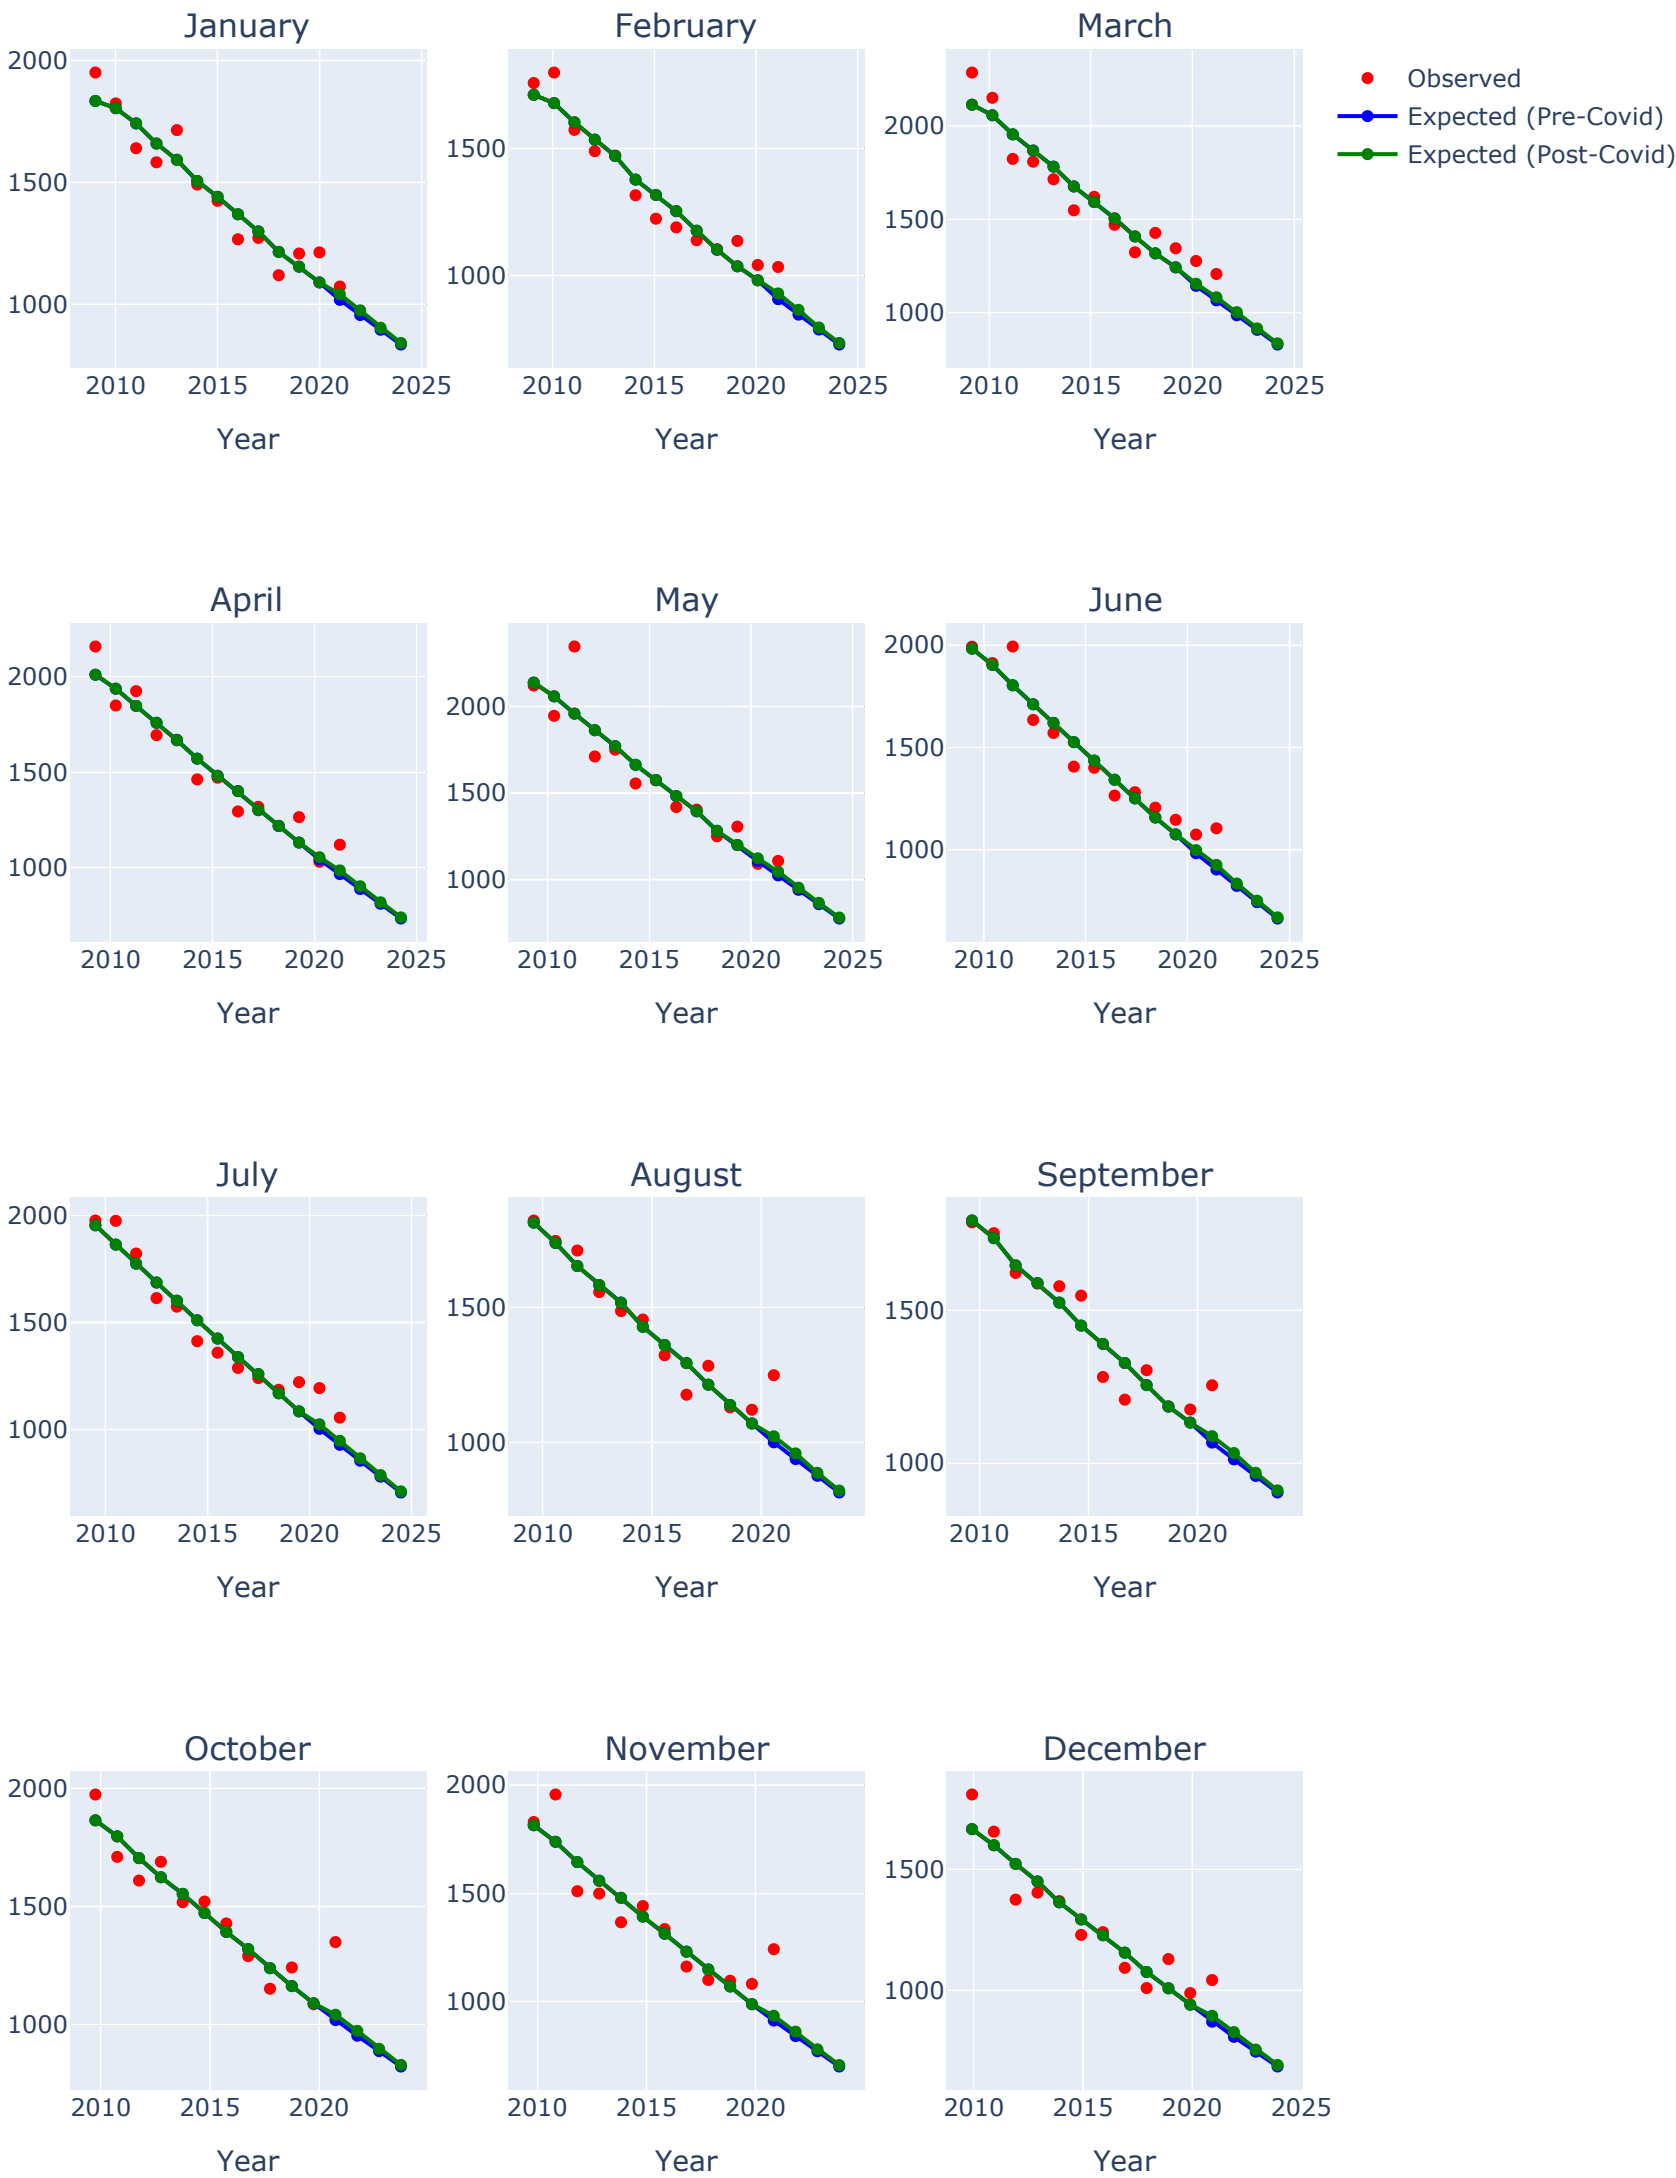 January February March
2000
1500
1000
2010 2015 2020 2025
Year
1500
1000
2010 2015 2020 2025
Year
2000
1500
1000
2010 2015 2020 2025
Year
Observed
Expected (Pre-Covid)
Expected (Post-Covid)
April May June
2000
1500
1000
2010 2015 2020 2025
Year
2000
1500
1000
2010 2015 2020 2025
Year
2000
1500
1000
2010 2015 2020 2025
Year
July August September
2000
1500
1000
2010 2015 2020 2025
Year
1500
1000
2010 2015 2020
Year
1500
1000
2010 2015 2020
Year
October November December
2000
1500
1000
2010 2015 2020
Year
2000
1500
1000
2010 2015 2020
Year
1500
1000
2010 2015 2020 2025
Year